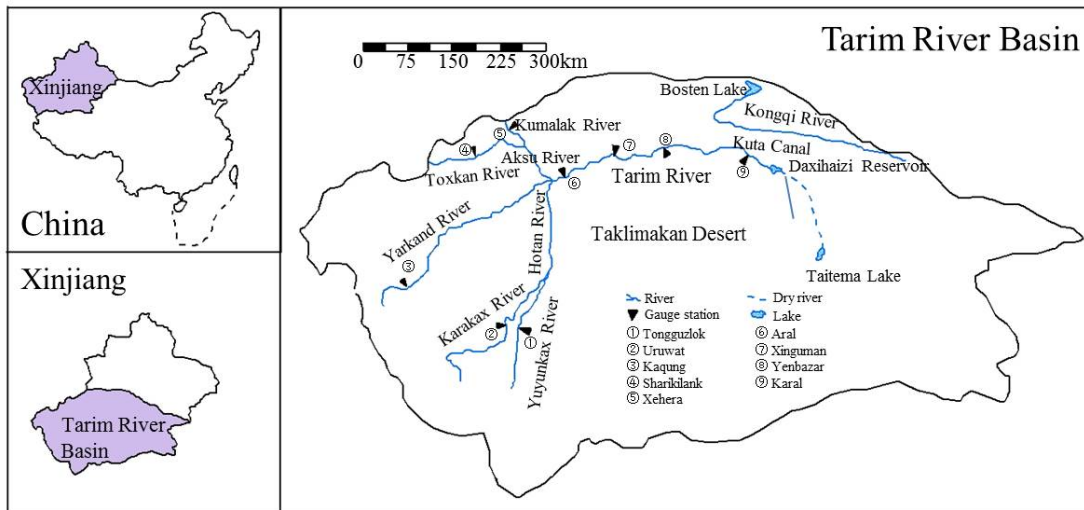 Xinjiang
China
Xinjiang
Tarim River
Basin
Tarim River Basin
0 75 150 225 300km
Bosten Lake
Kongqi River
⑤ Kumalak River
④
Aksu River
⑦
⑧
Kuta Canal
Toxkan River
⑥
Tarim River
⑨
Daxihaizi Reservoir
Yarkand River
Hotan River
Taklimakan Desert
③
Taitema Lake
Karakax River
②
①
Yuyunkax River
River
Dry river
Gauge station
Lake
① Tongguzlok
⑥ Aral
② Uruwat
⑦ Xinguman
③ Kaqung
⑧ Yenbazar
④ Sharikilank
⑨ Karal
⑤ Xehera